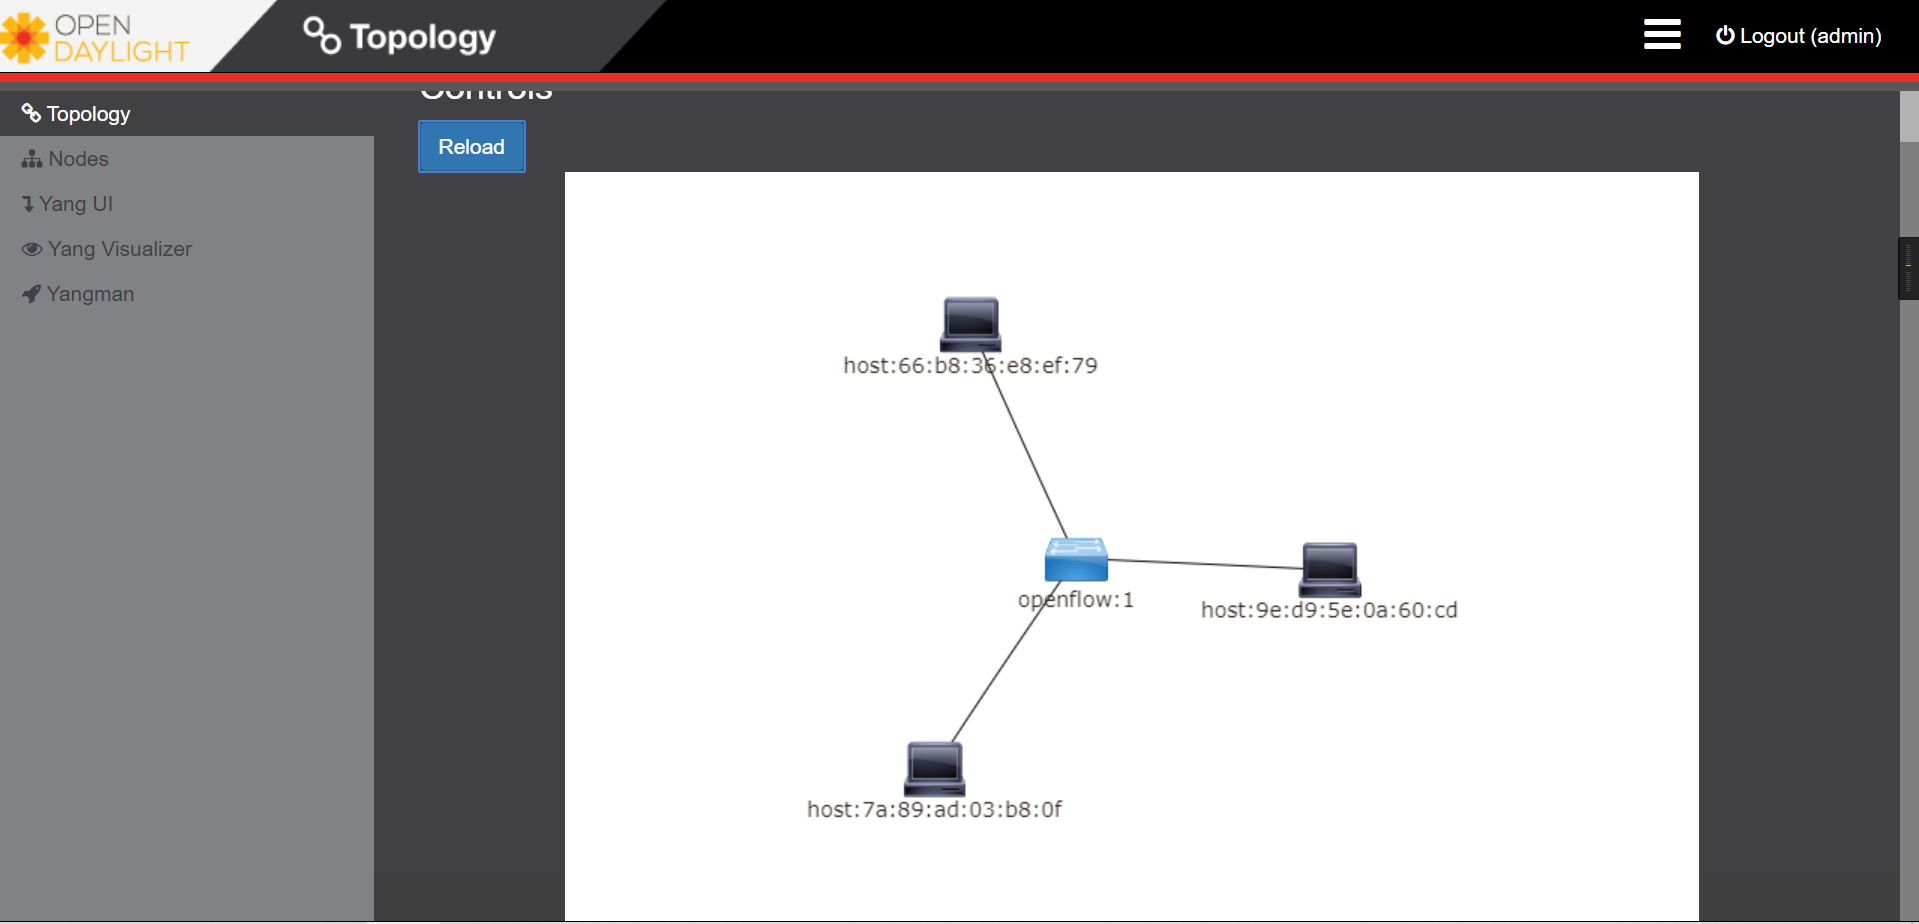 OPEN
DAYLIGHT
Topology
Logout (admin)
Topology
Nodes
Yang UI
Yang Visualizer
Yangman
Controls
Reload
host:66:b8:36:e8:ef:79
openflow:1
host:9e:d9:5e:0a:60:cd
host:7a:89:ad:03:b8:0f